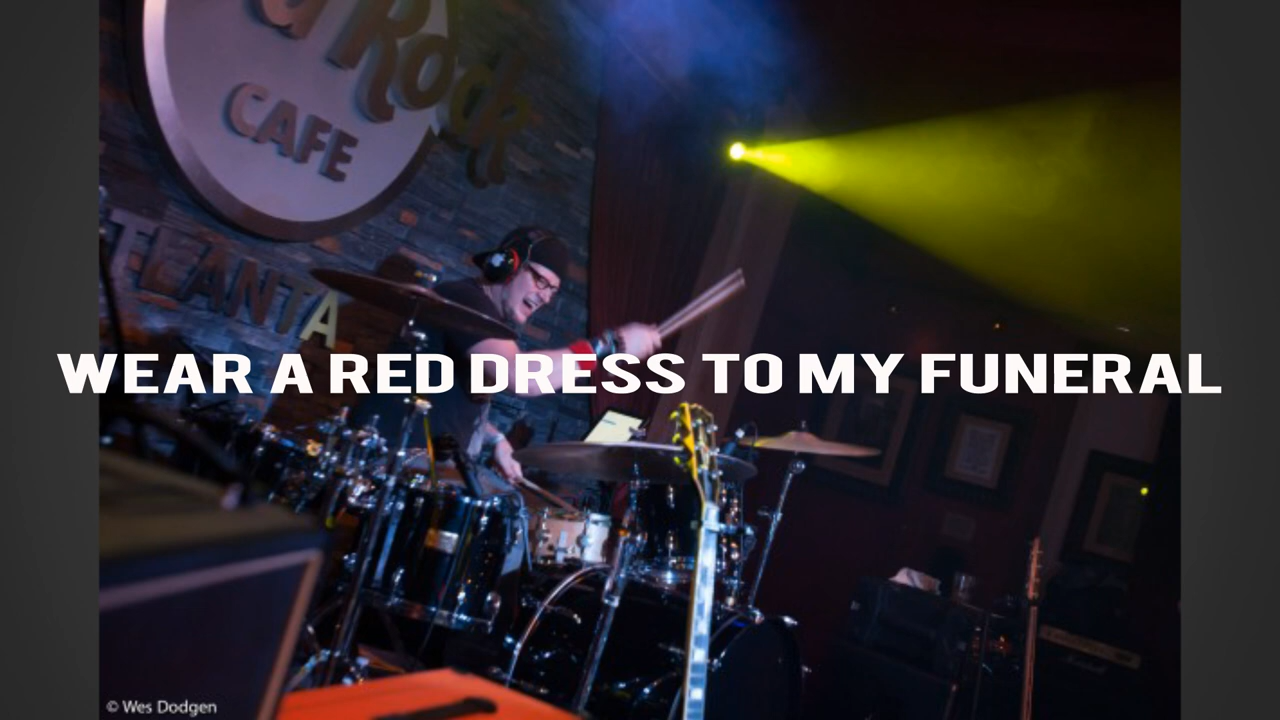 d Rock
CAFE
TLANTA
WEAR A RED DRESS TO MY FUNERAL
© Wes Dodgen